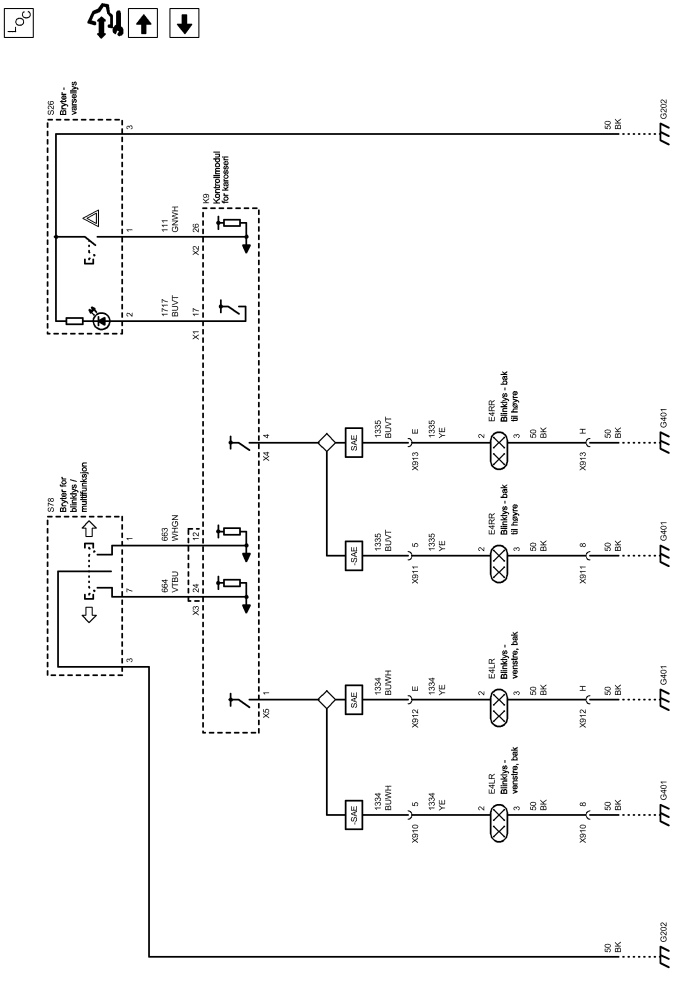 LOC
S26
Bryter -
varsellys
3
1
2
111
GNWH
1717
BUVT
X2
26
X1
17
K9
Kontrollmodul
for karosseri
50
BK
G202
S78
Bryter for
blinklys /
multifunksjon
1
7
3
663
WHGN
664
VTBU
X3
12
24
X4
4
X5
1
SAE
1335
BUVT
X913
E
1335
YE
2
E4RR
Blinklys - bak
til høyre
3
50
BK
X913
H
50
BK
G401
-SAE
1335
BUVT
X911
5
1335
YE
2
E4RR
Blinklys - bak
til høyre
3
50
BK
X911
8
50
BK
G401
SAE
1334
BUWH
X912
E
1334
YE
2
E4LR
Blinklys -
venstre, bak
3
50
BK
X912
H
50
BK
G401
-SAE
1334
BUWH
X910
5
1334
YE
2
E4LR
Blinklys -
venstre, bak
3
50
BK
X910
8
50
BK
G401
50
BK
G202